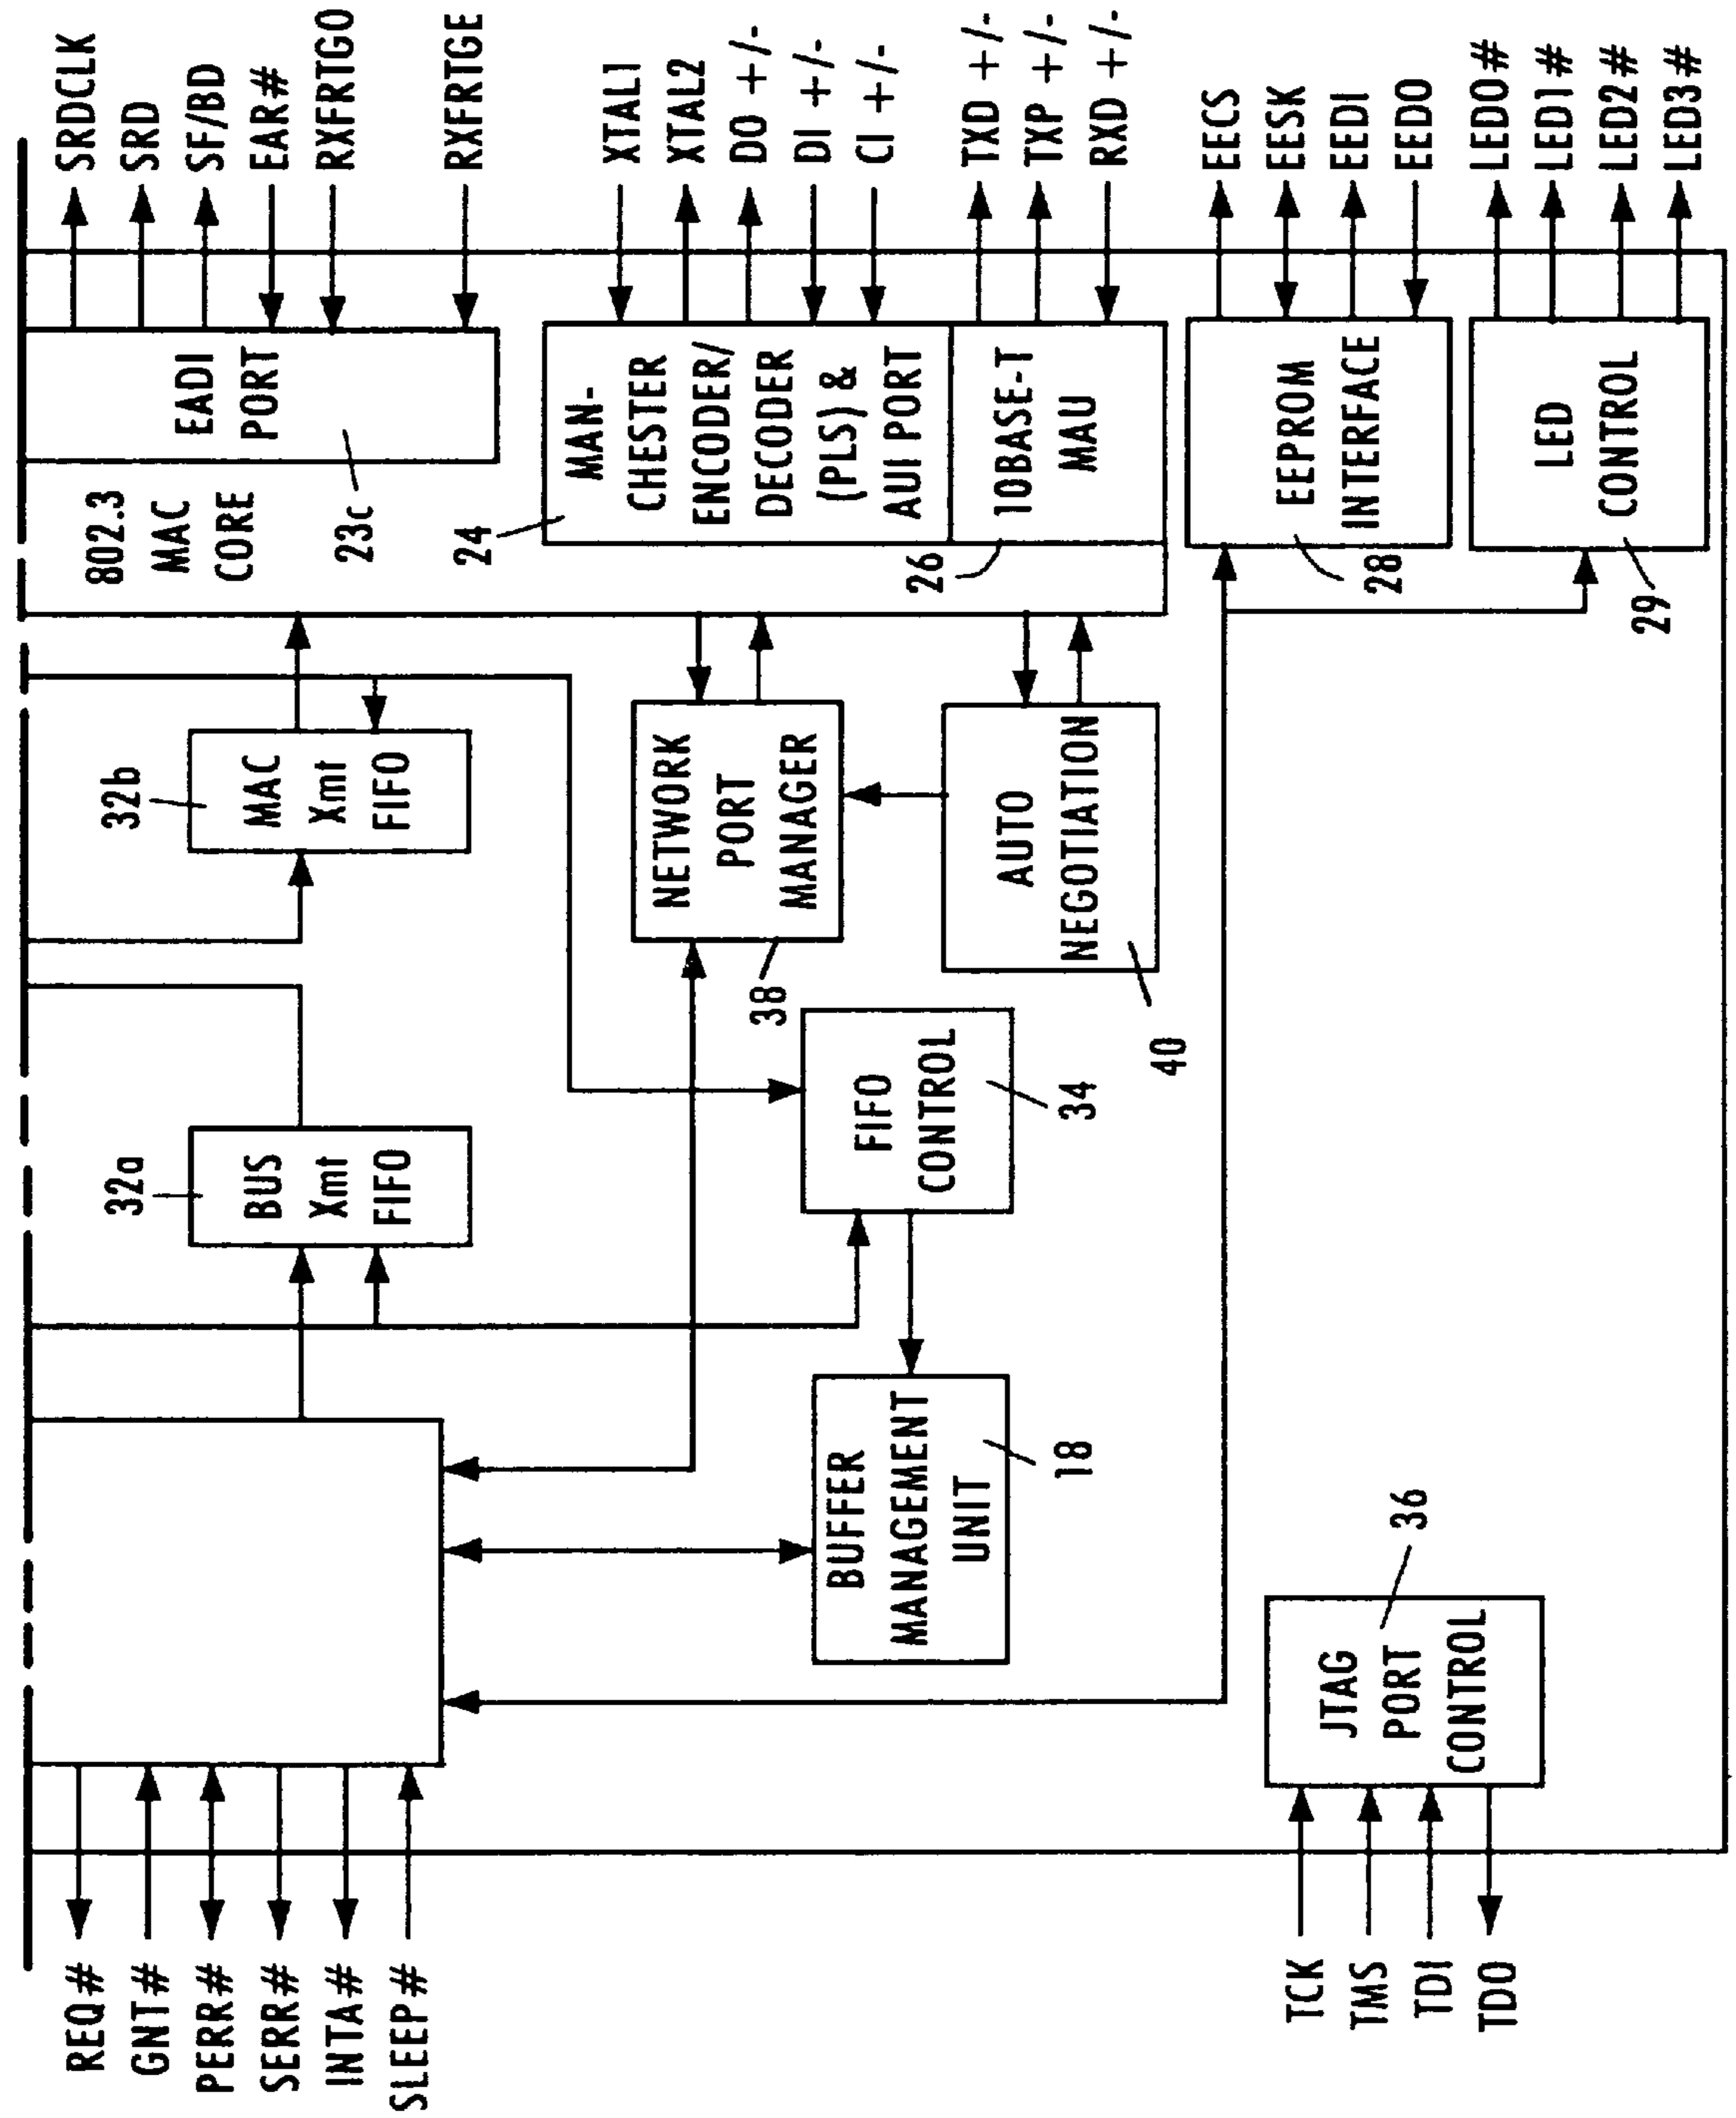 REQ#
GNT#
PERR#
SERR#
INTA#
SLEEP#
TCK
TMS
TDI
TDO
32a
BUS
Xmt
FIFO
32b
MAC
Xmt
FIFO
802.3
MAC
CORE
EADI
PORT
23c
24
MAN-
CHESTER
ENCODER/
DECODER
(PLS) &
AUI PORT
26
10BASE-T
MAU
NETWORK
PORT
MANAGER
38
AUTO
NEGOTIATION
40
FIFO
CONTROL
34
BUFFER
MANAGEMENT
UNIT
18
JTAG
PORT
CONTROL
36
EEPROM
INTERFACE
28
LED
CONTROL
29
SRDCLK
SRD
SF/BD
EAR#
RXFRTGO
RXFRTGE
XTAL1
XTAL2
DO +/-
DI +/-
CI +/-
TXD +/-
TXP +/-
RXD +/-
EECS
EESK
EEDI
EEDO
LED0#
LED1#
LED2#
LED3#